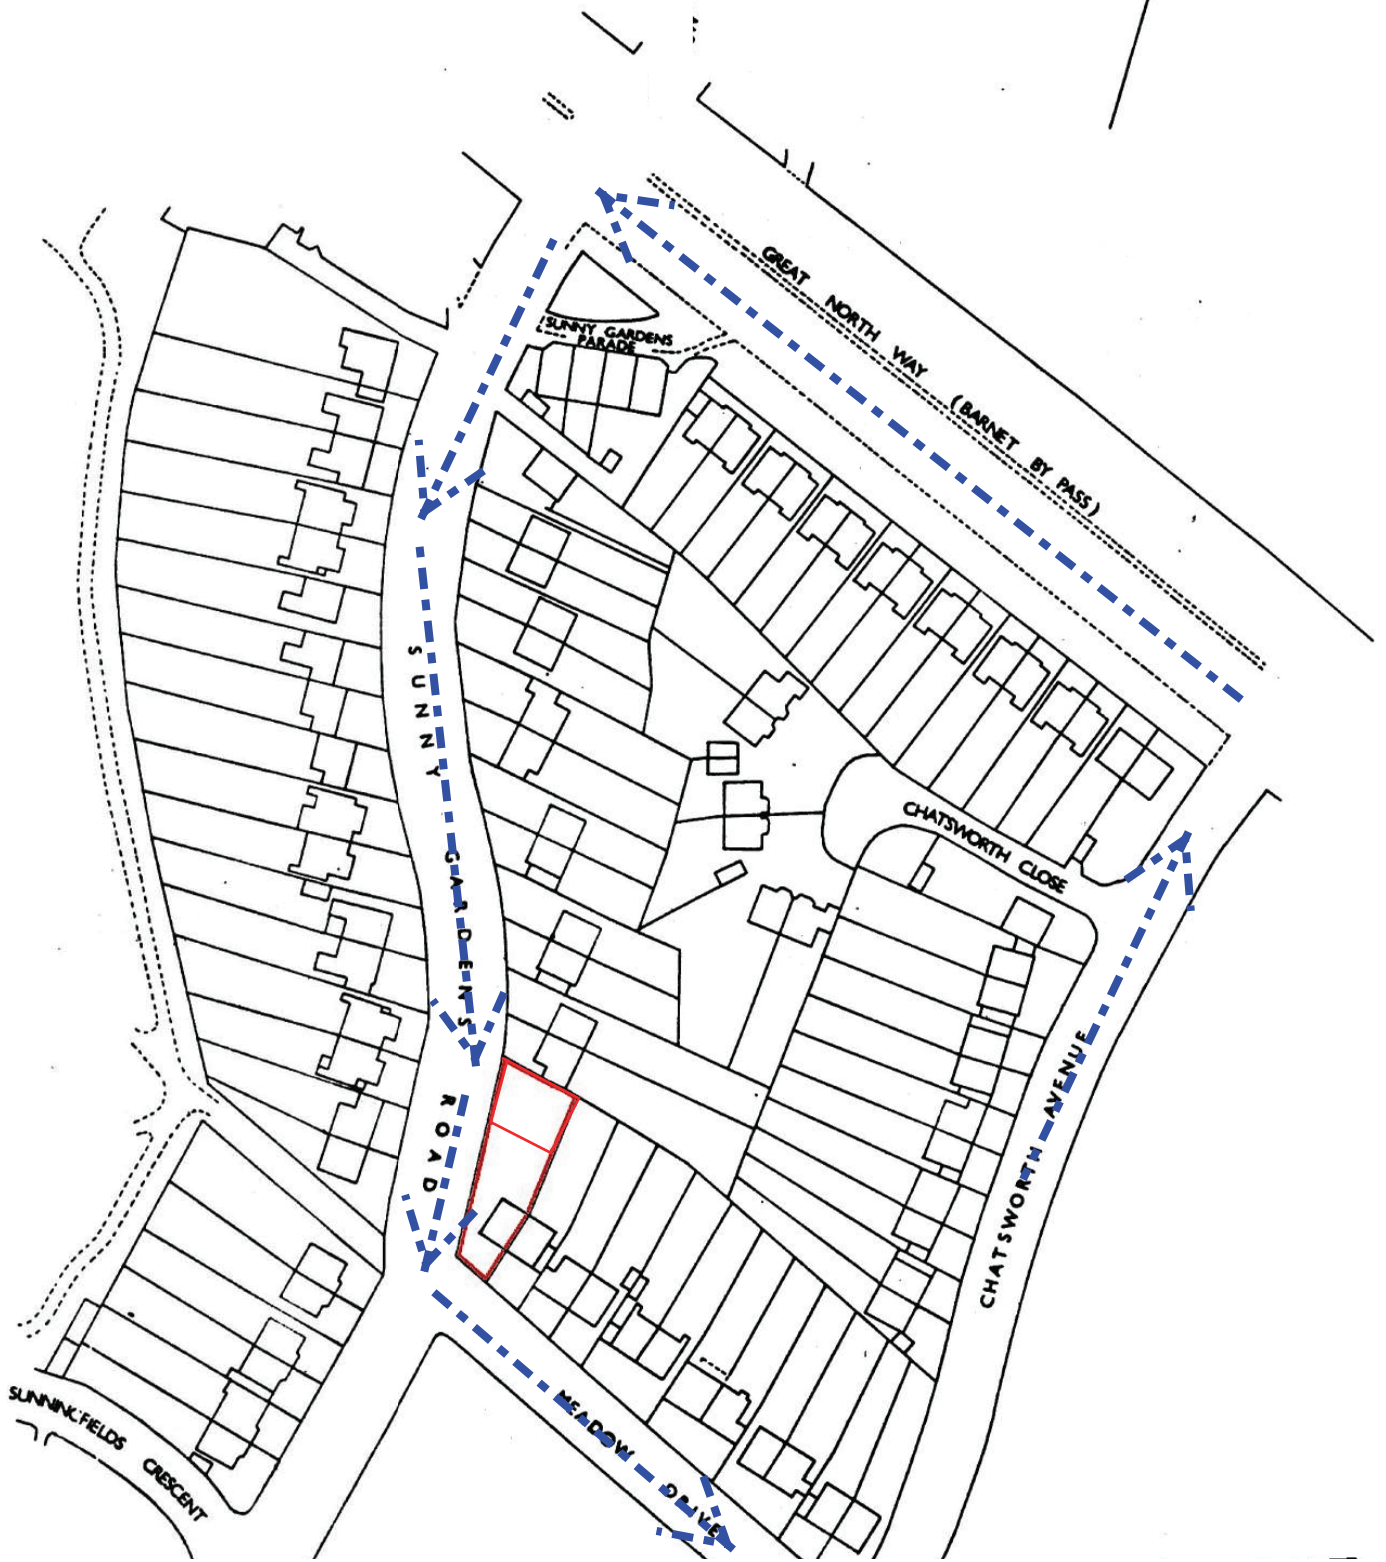 GREAT NORTH WAY (BARNET BY PASS)
SUNNY GARDENS
PARADE
SUNNY GARDENS ROAD
CHATSWORTH CLOSE
CHATSWORTH AVENUE
MEADOW DRIVE
SUNNINGFIELDS CRESCENT